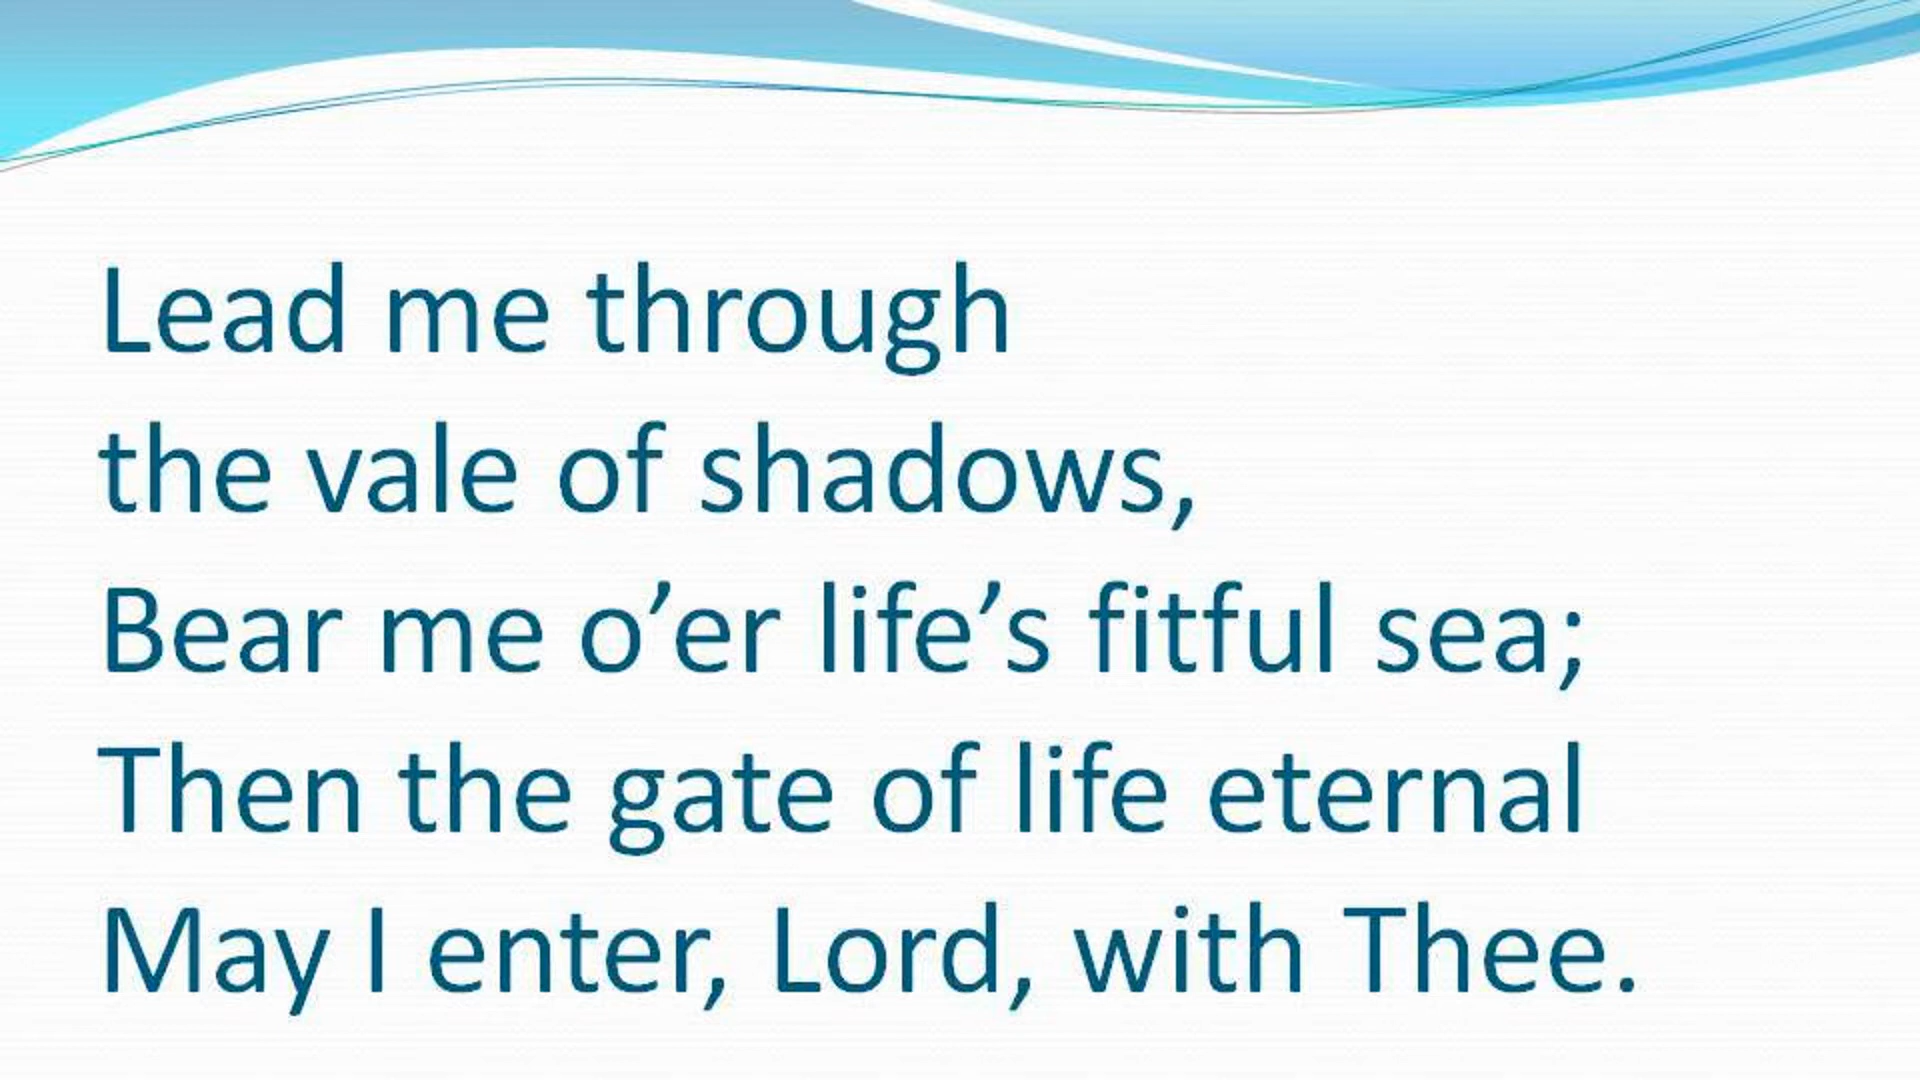 Lead me through
the vale of shadows,
Bear me o’er life’s fitful sea;
Then the gate of life eternal
May I enter, Lord, with Thee.